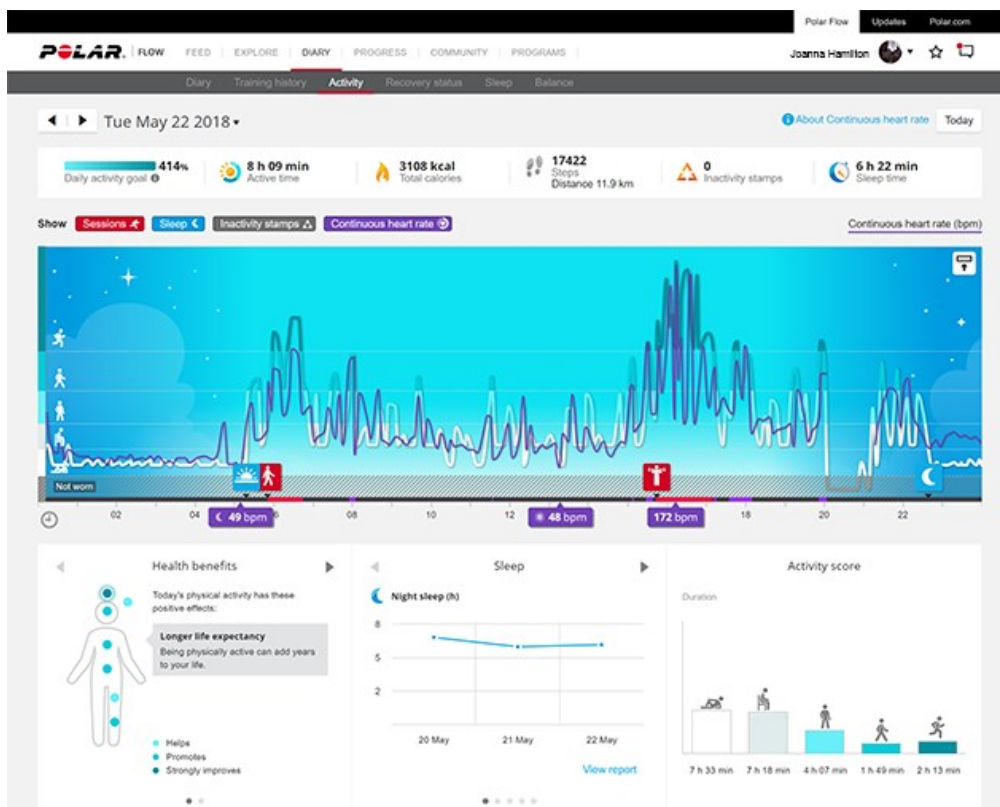 Polar Flow Updates Polar.com
POLAR. FLOW FEED EXPLORE DIARY PROGRESS COMMUNITY PROGRAMS Joanna Hamilton
Diary Training history Activity Recovery status Sleep Balance
Tue May 22 2018 About Continuous heart rate Today
414% 8 h 09 min 3108 kcal 17422 0 6 h 22 min
Daily activity goal Active time Total calories Steps Inactivity stamps Sleep time
Distance 11.9 km
Show Sessions Sleep Inactivity stamps Continuous heart rate Continuous heart rate (bpm)
Not worn
02 04 6 08 10 12 18 20 22
49 bpm 48 bpm 172 bpm
Health benefits Sleep Activity score
Today's physical activity has these
positive effects:
Longer life expectancy
Being physically active can add years
to your life.
Helps
Promotes
Strongly improves
Night sleep (h)
8
5
2
20 May 21 May 22 May
View report
Duration
7 h 33 min 7 h 18 min 4 h 07 min 1 h 49 min 2 h 13 min